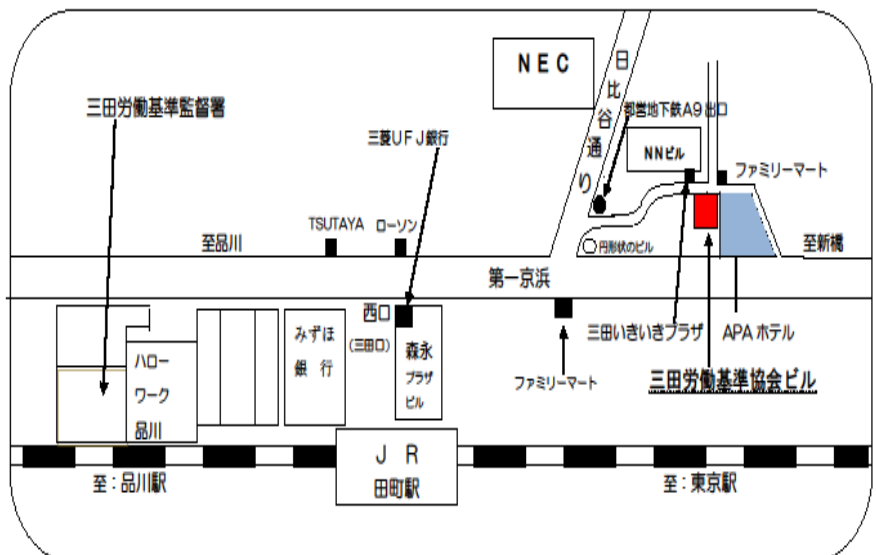 NEC
日比谷通り
三田労働基準監督署
都営地下鉄A9出口
三菱UFJ銀行
NNビル
ファミリーマート
TSUTAYA
ローソン
至品川
円形状のビル
至新橋
第一京浜
西口
(三田口)
みずほ
銀 行
森永
プラザ
ビル
三田いきいきプラザ
APAホテル
ハロー
ワーク
品川
ファミリーマート
三田労働基準協会ビル
J R
田町駅
至：品川駅
至：東京駅